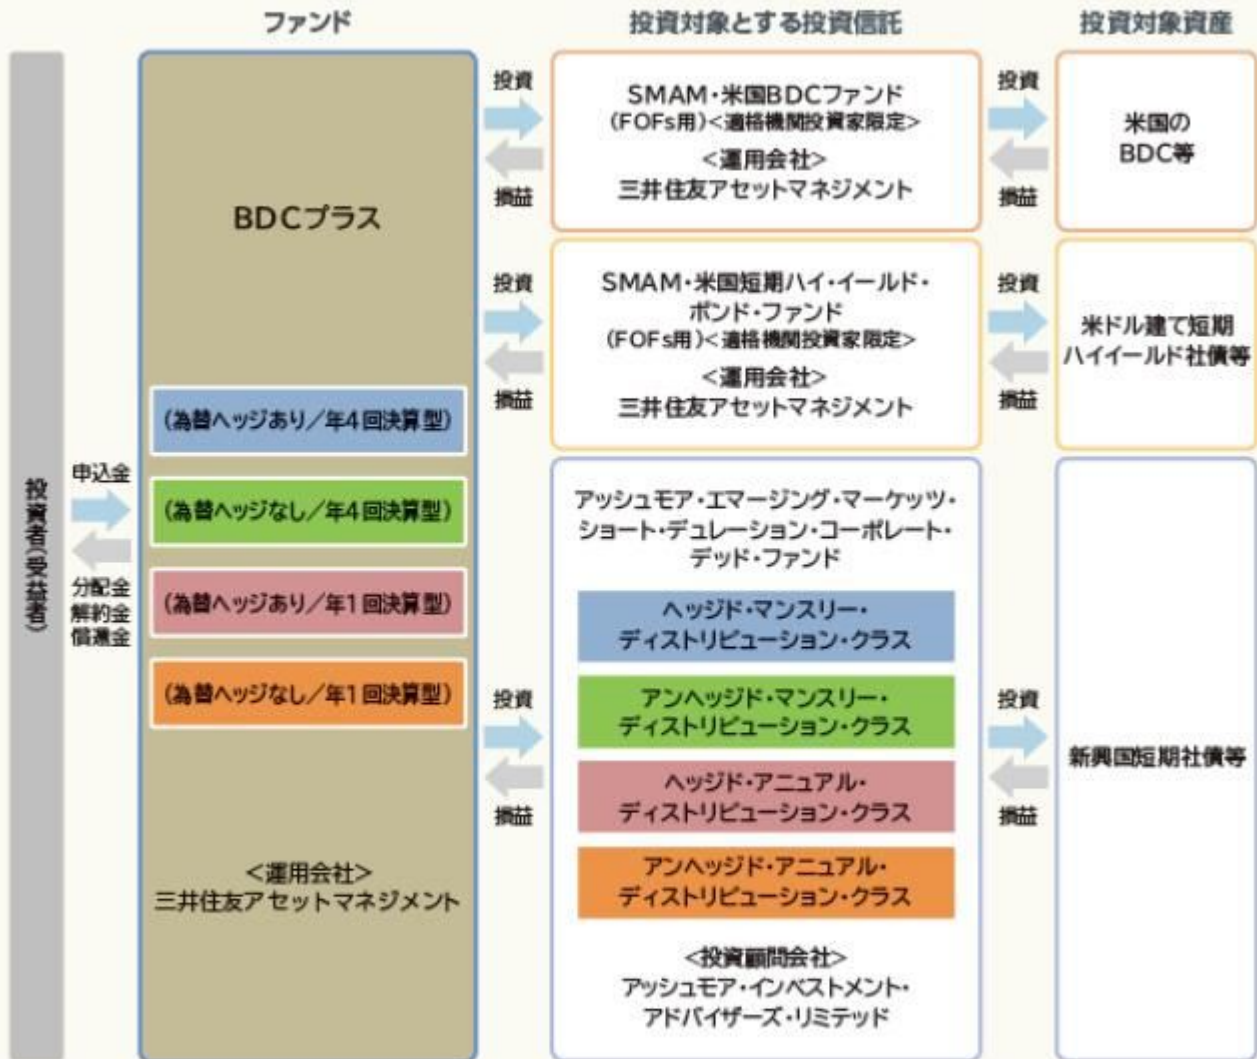 ファンド
投資対象とする投資信託
投資対象資産
投資者(受益者)
申込金
分配金
解約金
償還金
BDCプラス
(為替ヘッジあり/年4回決算型)
(為替ヘッジなし/年4回決算型)
(為替ヘッジあり/年1回決算型)
(為替ヘッジなし/年1回決算型)
<運用会社>
三井住友アセットマネジメント
投資
損益
SMAM・米国BDCファンド
(FOFs用)<適格機関投資家限定>
<運用会社>
三井住友アセットマネジメント
投資
損益
米国の
BDC等
投資
損益
SMAM・米国短期ハイ・イールド・
ボンド・ファンド
(FOFs用)<適格機関投資家限定>
<運用会社>
三井住友アセットマネジメント
投資
損益
米ドル建て短期
ハイイールド社債等
投資
損益
アッシュモア・エマージング・マーケッツ・
ショート・デュレーション・コーポレート・
デッド・ファンド
ヘッジド・マンスリー・
ディストリビューション・クラス
アンヘッジド・マンスリー・
ディストリビューション・クラス
ヘッジド・アニュアル・
ディストリビューション・クラス
アンヘッジド・アニュアル・
ディストリビューション・クラス
<投資顧問会社>
アッシュモア・インベストメント・
アドバイザーズ・リミテッド
投資
損益
新興国短期社債等